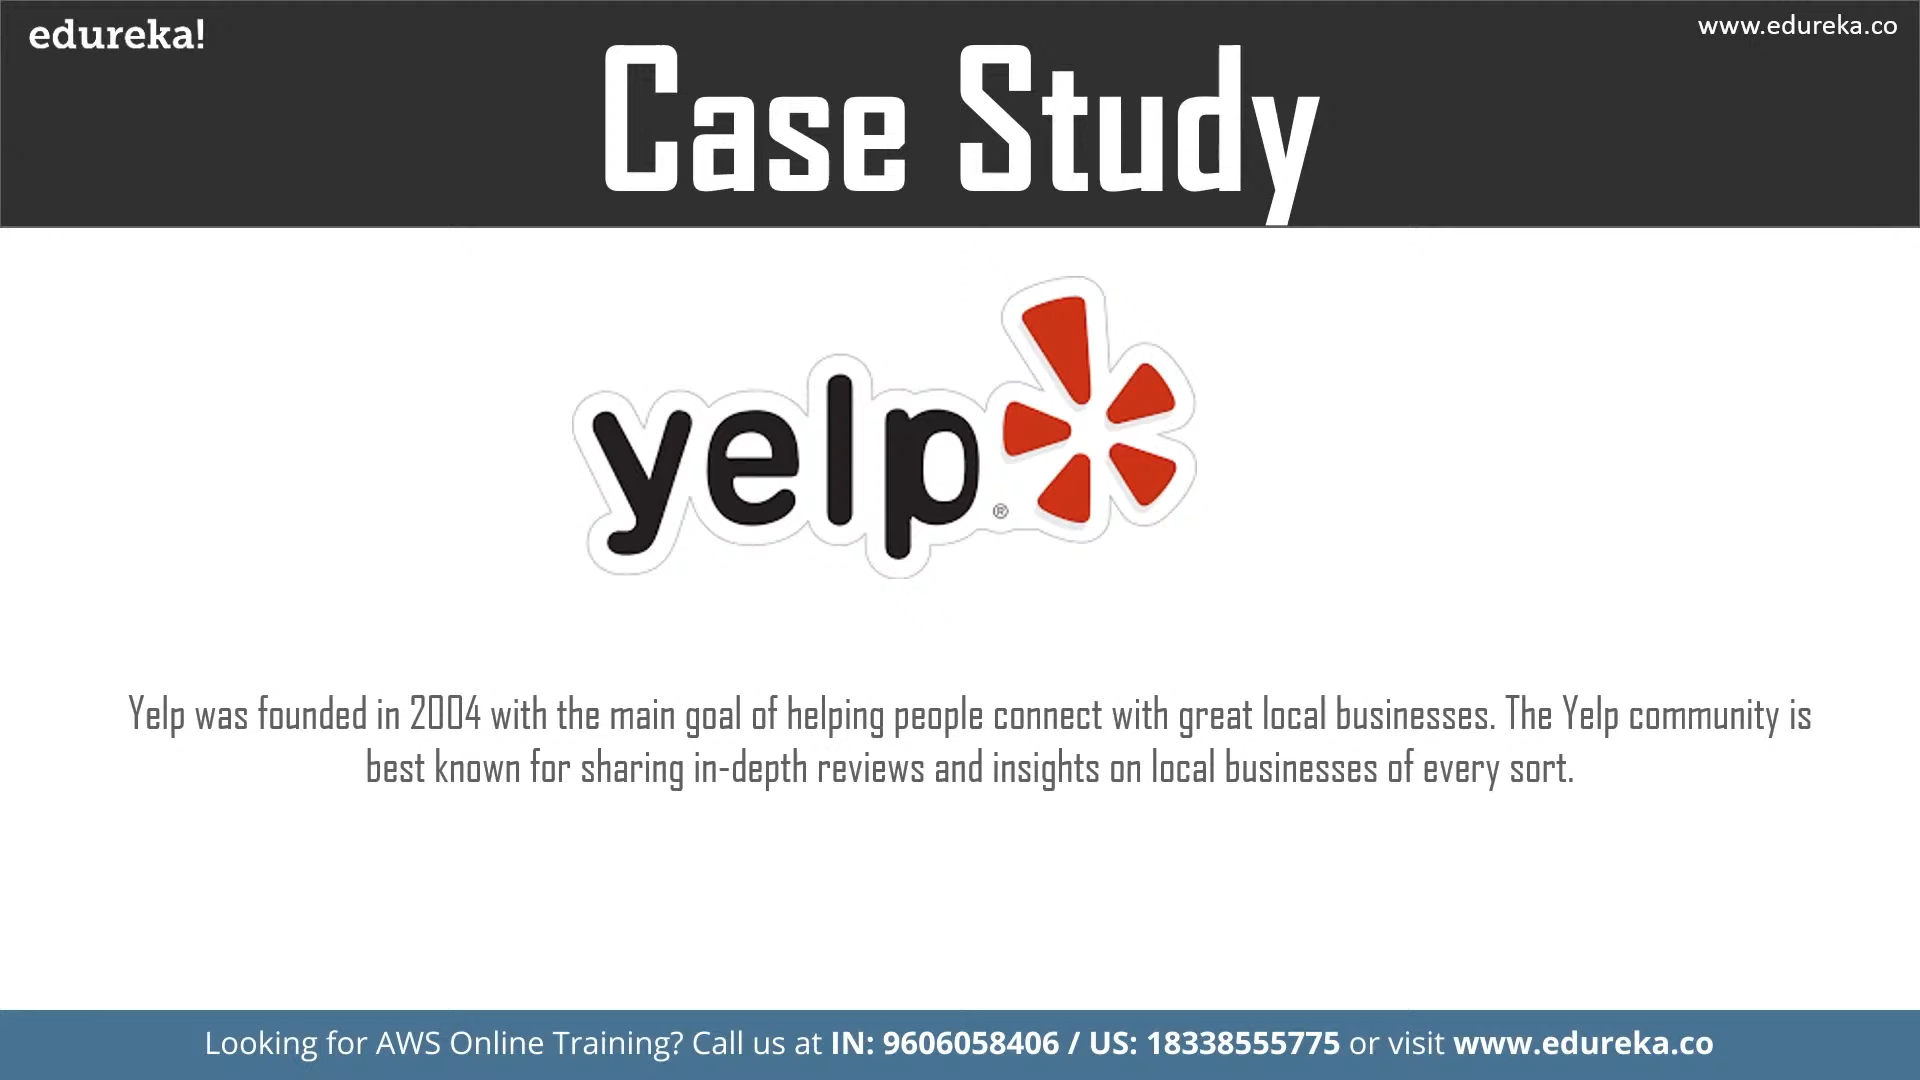 edureka!
www.edureka.co
Case Study
yelp®
Yelp was founded in 2004 with the main goal of helping people connect with great local businesses. The Yelp community is
best known for sharing in-depth reviews and insights on local businesses of every sort.
Looking for AWS Online Training? Call us at IN: 9606058406 / US: 18338555775 or visit www.edureka.co